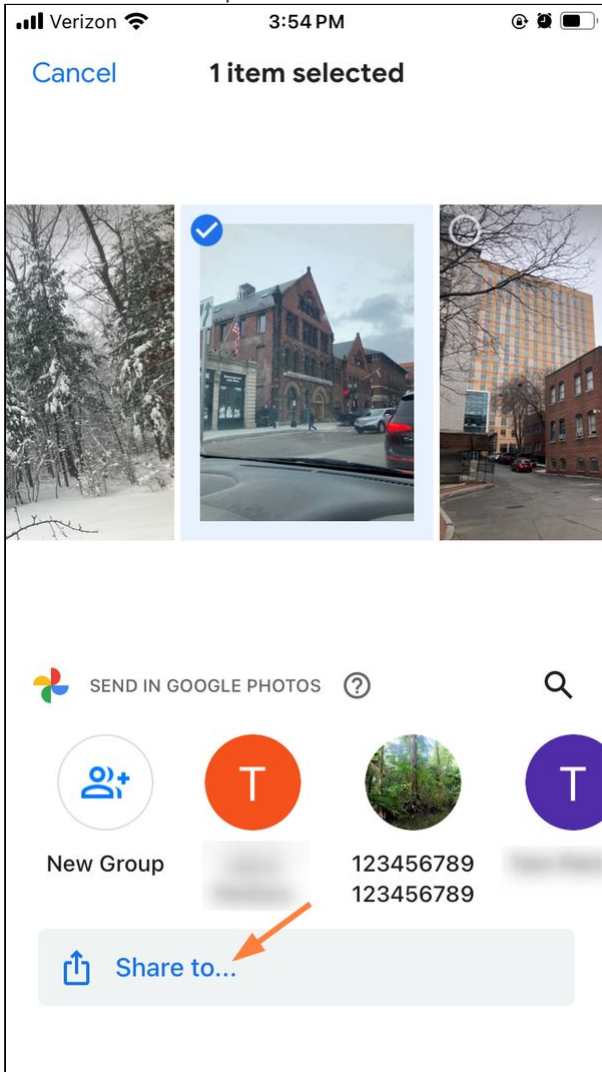 Verizon 3:54 PM
Cancel 1 item selected
SEND IN GOOGLE PHOTOS ?
T T
New Group 123456789
123456789
Share to...